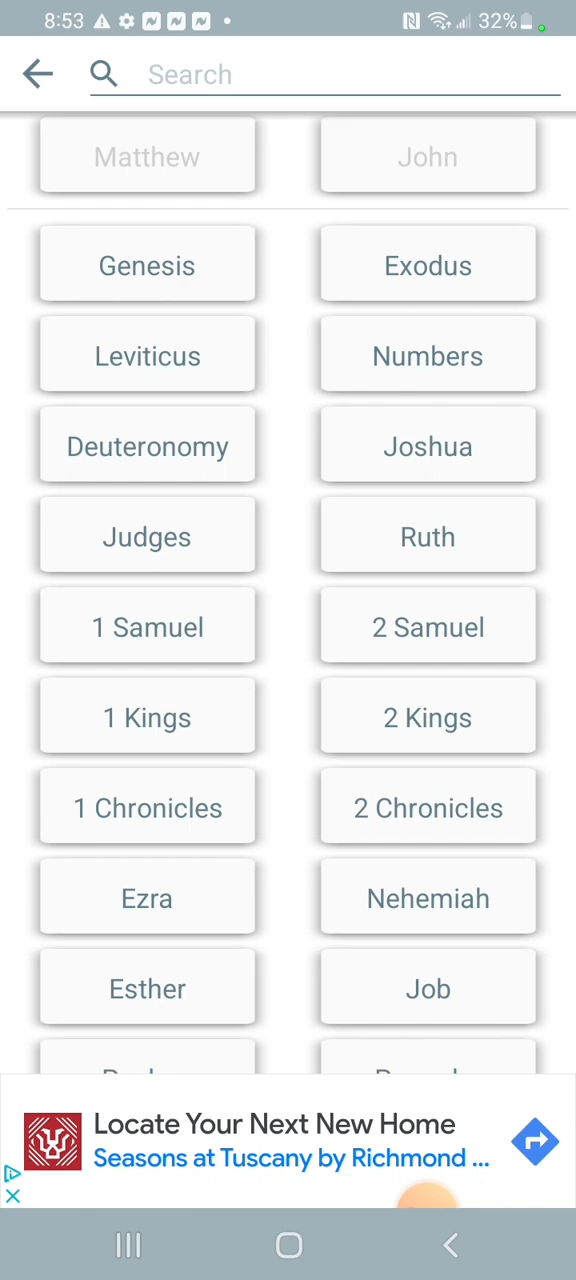 8:53 32%
Search
Matthew John
Genesis Exodus
Leviticus Numbers
Deuteronomy Joshua
Judges Ruth
1 Samuel 2 Samuel
1 Kings 2 Kings
1 Chronicles 2 Chronicles
Ezra Nehemiah
Esther Job
Locate Your Next New Home
Seasons at Tuscany by Richmond ...